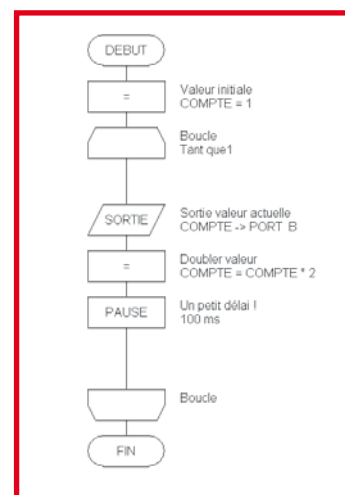 DEBUT
=
Valeur initiale
COMPTE = 1
Boucle
Tant que1
SORTIE
Sortie valeur actuelle
COMPTE -> PORT B
=
Doubler valeur
COMPTE = COMPTE * 2
PAUSE
Un petit délai !
100 ms
Boucle
FIN